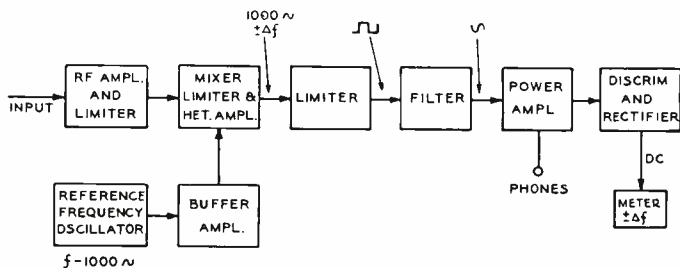 1000 ~
±Δf
RF AMPL.
AND
LIMITER
MIXER
LIMITER &
HET. AMPL.
LIMITER
FILTER
POWER
AMPL
DISCRIM
AND
RECTIFIER
INPUT
PHONES
DC
REFERENCE
FREQUENCY
OSCILLATOR
BUFFER
AMPL.
METER
±Δf
f-1000 ~